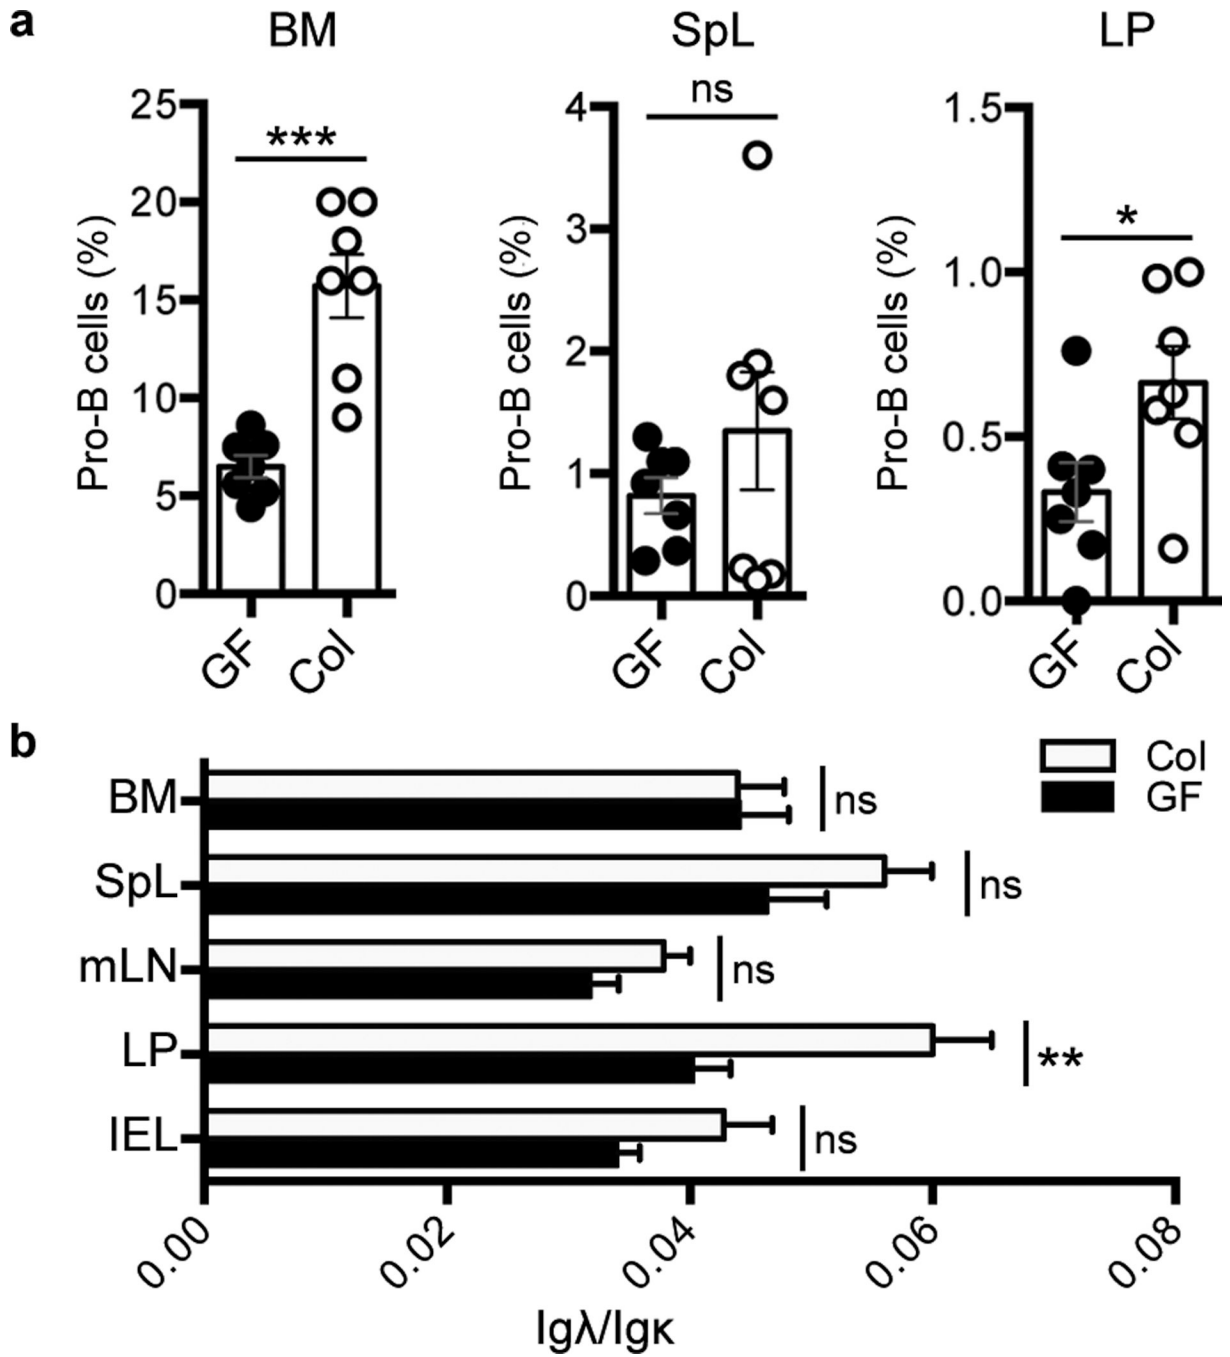 a
BM
SpL
LP
Pro-B cells (%)
25
20
15
10
5
0
***
GF
Col
Pro-B cells (%)
4
3
2
1
0
ns
GF
Col
Pro-B cells (%)
1.5
1.0
0.5
0.0
*
GF
Col
b
Col
GF
BM
ns
SpL
ns
mLN
ns
LP
**
IEL
ns
0.00
0.02
0.04
0.06
0.08
Igλ/Igκ